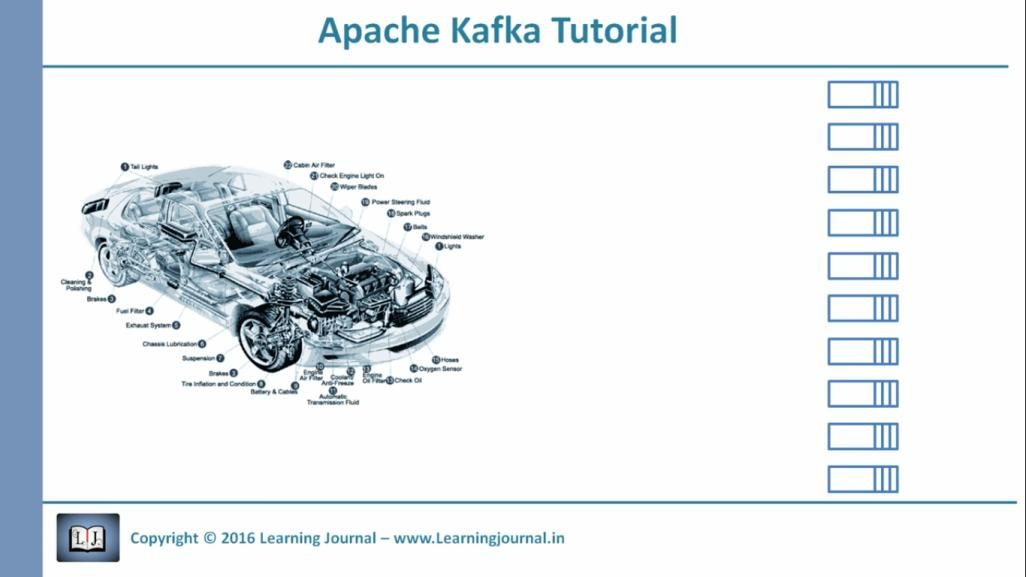 Apache Kafka Tutorial
1 Tail Lights
22 Cabin Air Filter
21 Check Engine Light On
20 Wiper Blades
19 Power Steering Fluid
18 Spark Plugs
17 Belts
16 Windshield Washer
1 Lights
2
Cleaning &
Polishing
Brakes 3
Fuel Filter 4
Exhaust System 5
Chassis Lubrication 6
Suspension 7
Brakes 3
Tire Inflation and Condition 8
Battery & Cables 9
10
Engine
Air Filter
12
Coolant
Anti-Freeze
11
Automatic
Transmission Fluid
13
Engine
Oil Filter
13 Check Oil
14 Oxygen Sensor
15 Hoses
LJ
Copyright © 2016 Learning Journal – www.Learningjournal.in